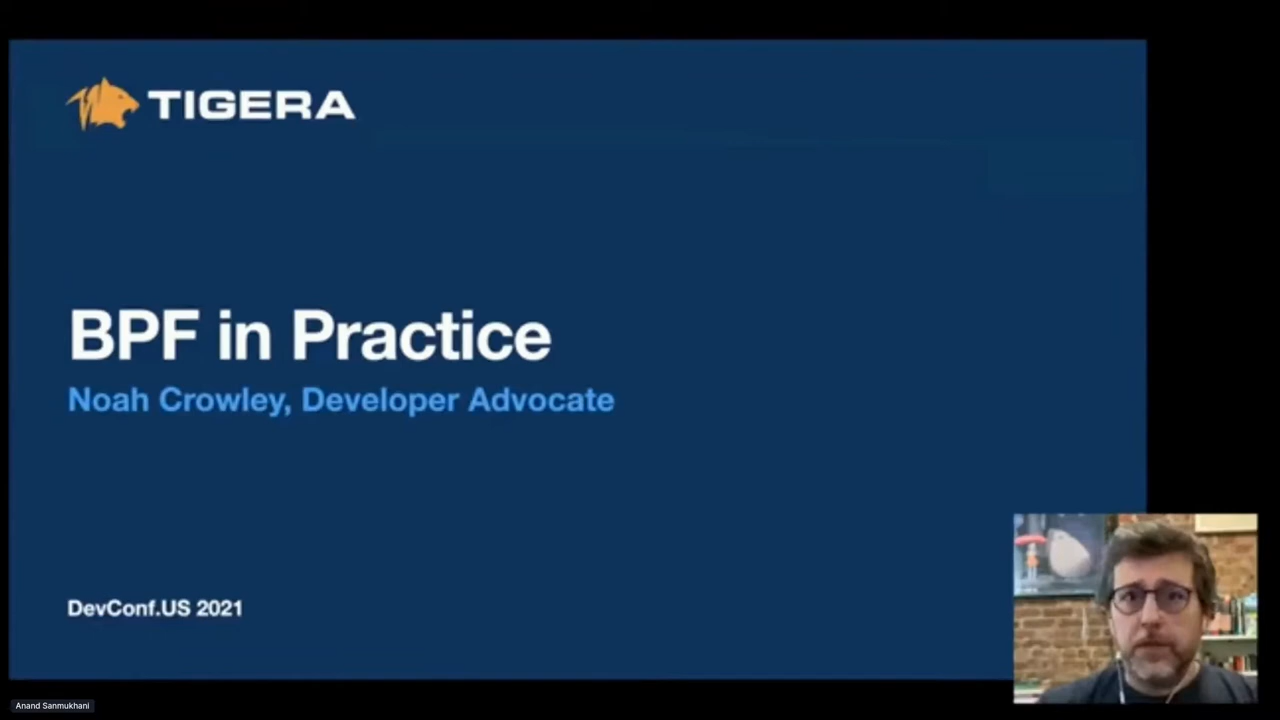 TIGERA
BPF in Practice
Noah Crowley, Developer Advocate
DevConf.US 2021
Anand Sanmukhani